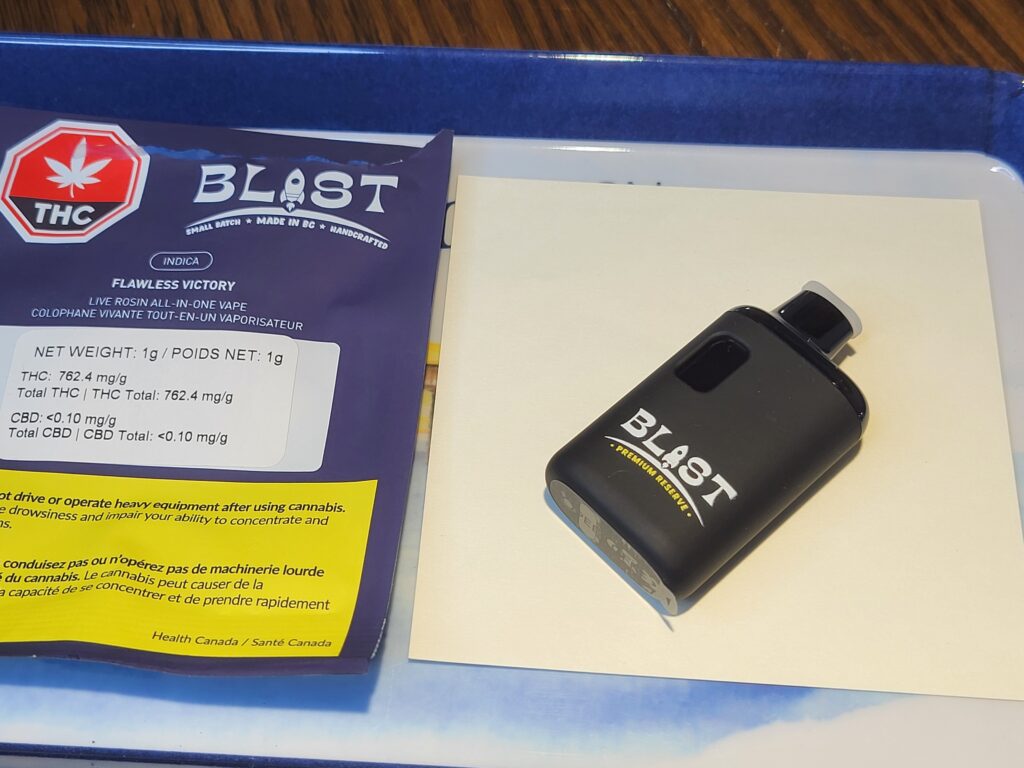 THC
BLAST
SMALL BATCH ★ MADE IN BC ★ HANDCRAFTED
INDICA
FLAWLESS VICTORY
LIVE ROSIN ALL-IN-ONE VAPE
COLOPHANE VIVANTE TOUT-EN-UN VAPORISATEUR
NET WEIGHT: 1g / POIDS NET: 1g
THC: 762.4 mg/g
Total THC | THC Total: 762.4 mg/g
CBD: <0.10 mg/g
Total CBD | CBD Total: <0.10 mg/g
drive or operate heavy equipment after using cannabis.
drowsiness and impair your ability to concentrate and
conduisez pas ou n'opérez pas de machinerie lourde
du cannabis. Le cannabis peut causer de la
capacité de se concentrer et de prendre rapidement
Health Canada / Santé Canada
BLAST
• PREMIUM RESERVE •